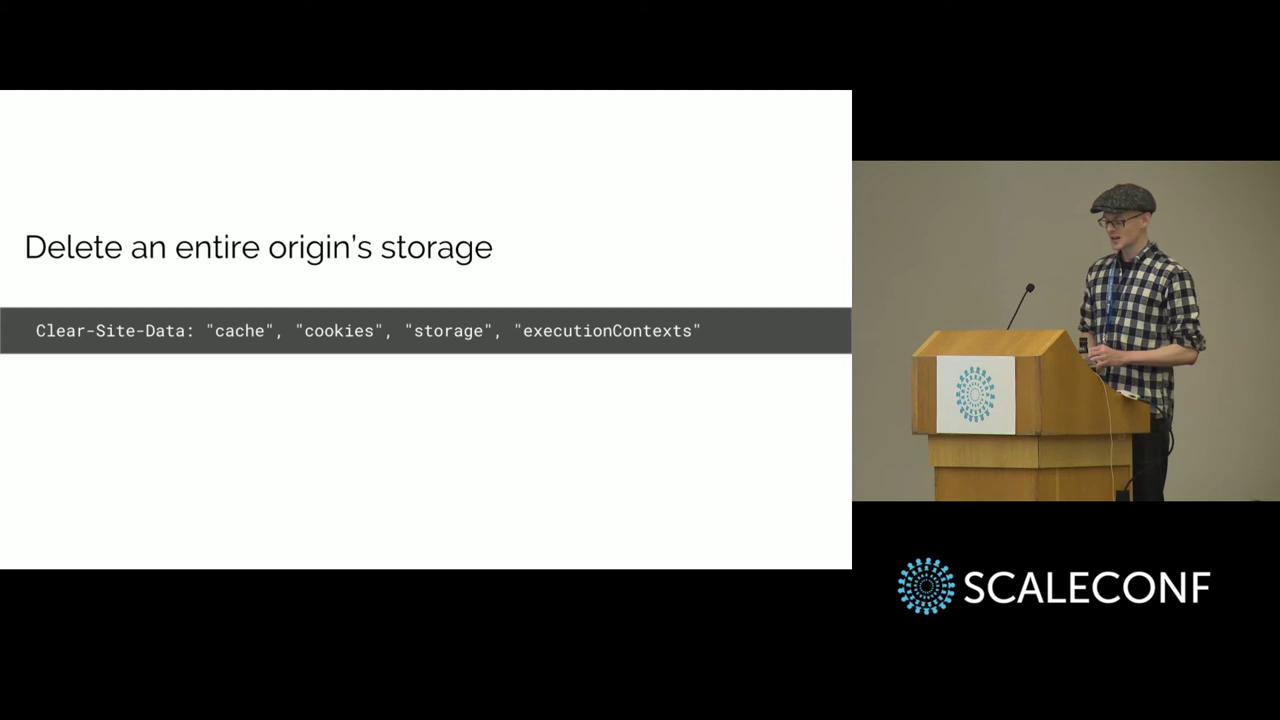 Delete an entire origin’s storage
Clear-Site-Data: "cache", "cookies", "storage", "executionContexts"
SCALECONF